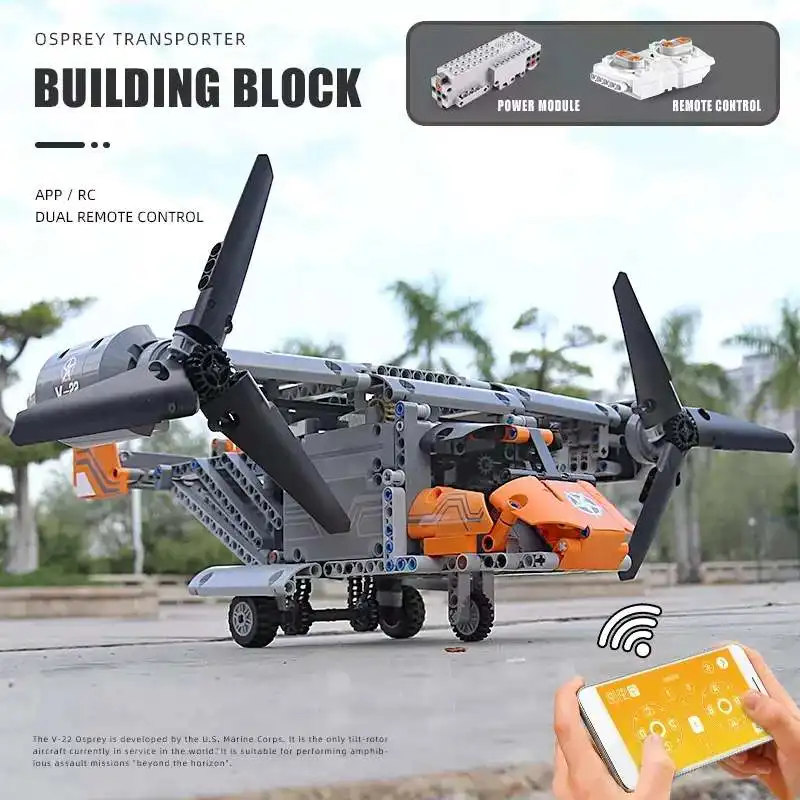 OSPREY TRANSPORTER
BUILDING BLOCK
POWER MODULE
REMOTE CONTROL
APP / RC
DUAL REMOTE CONTROL
V-22
The V-22 Osprey is developed by the U.S. Marine Corps. It is the only tilt-rotor
aircraft currently in service in the world. It is suitable for performing amphib-
ious assault missions "beyond the horizon".